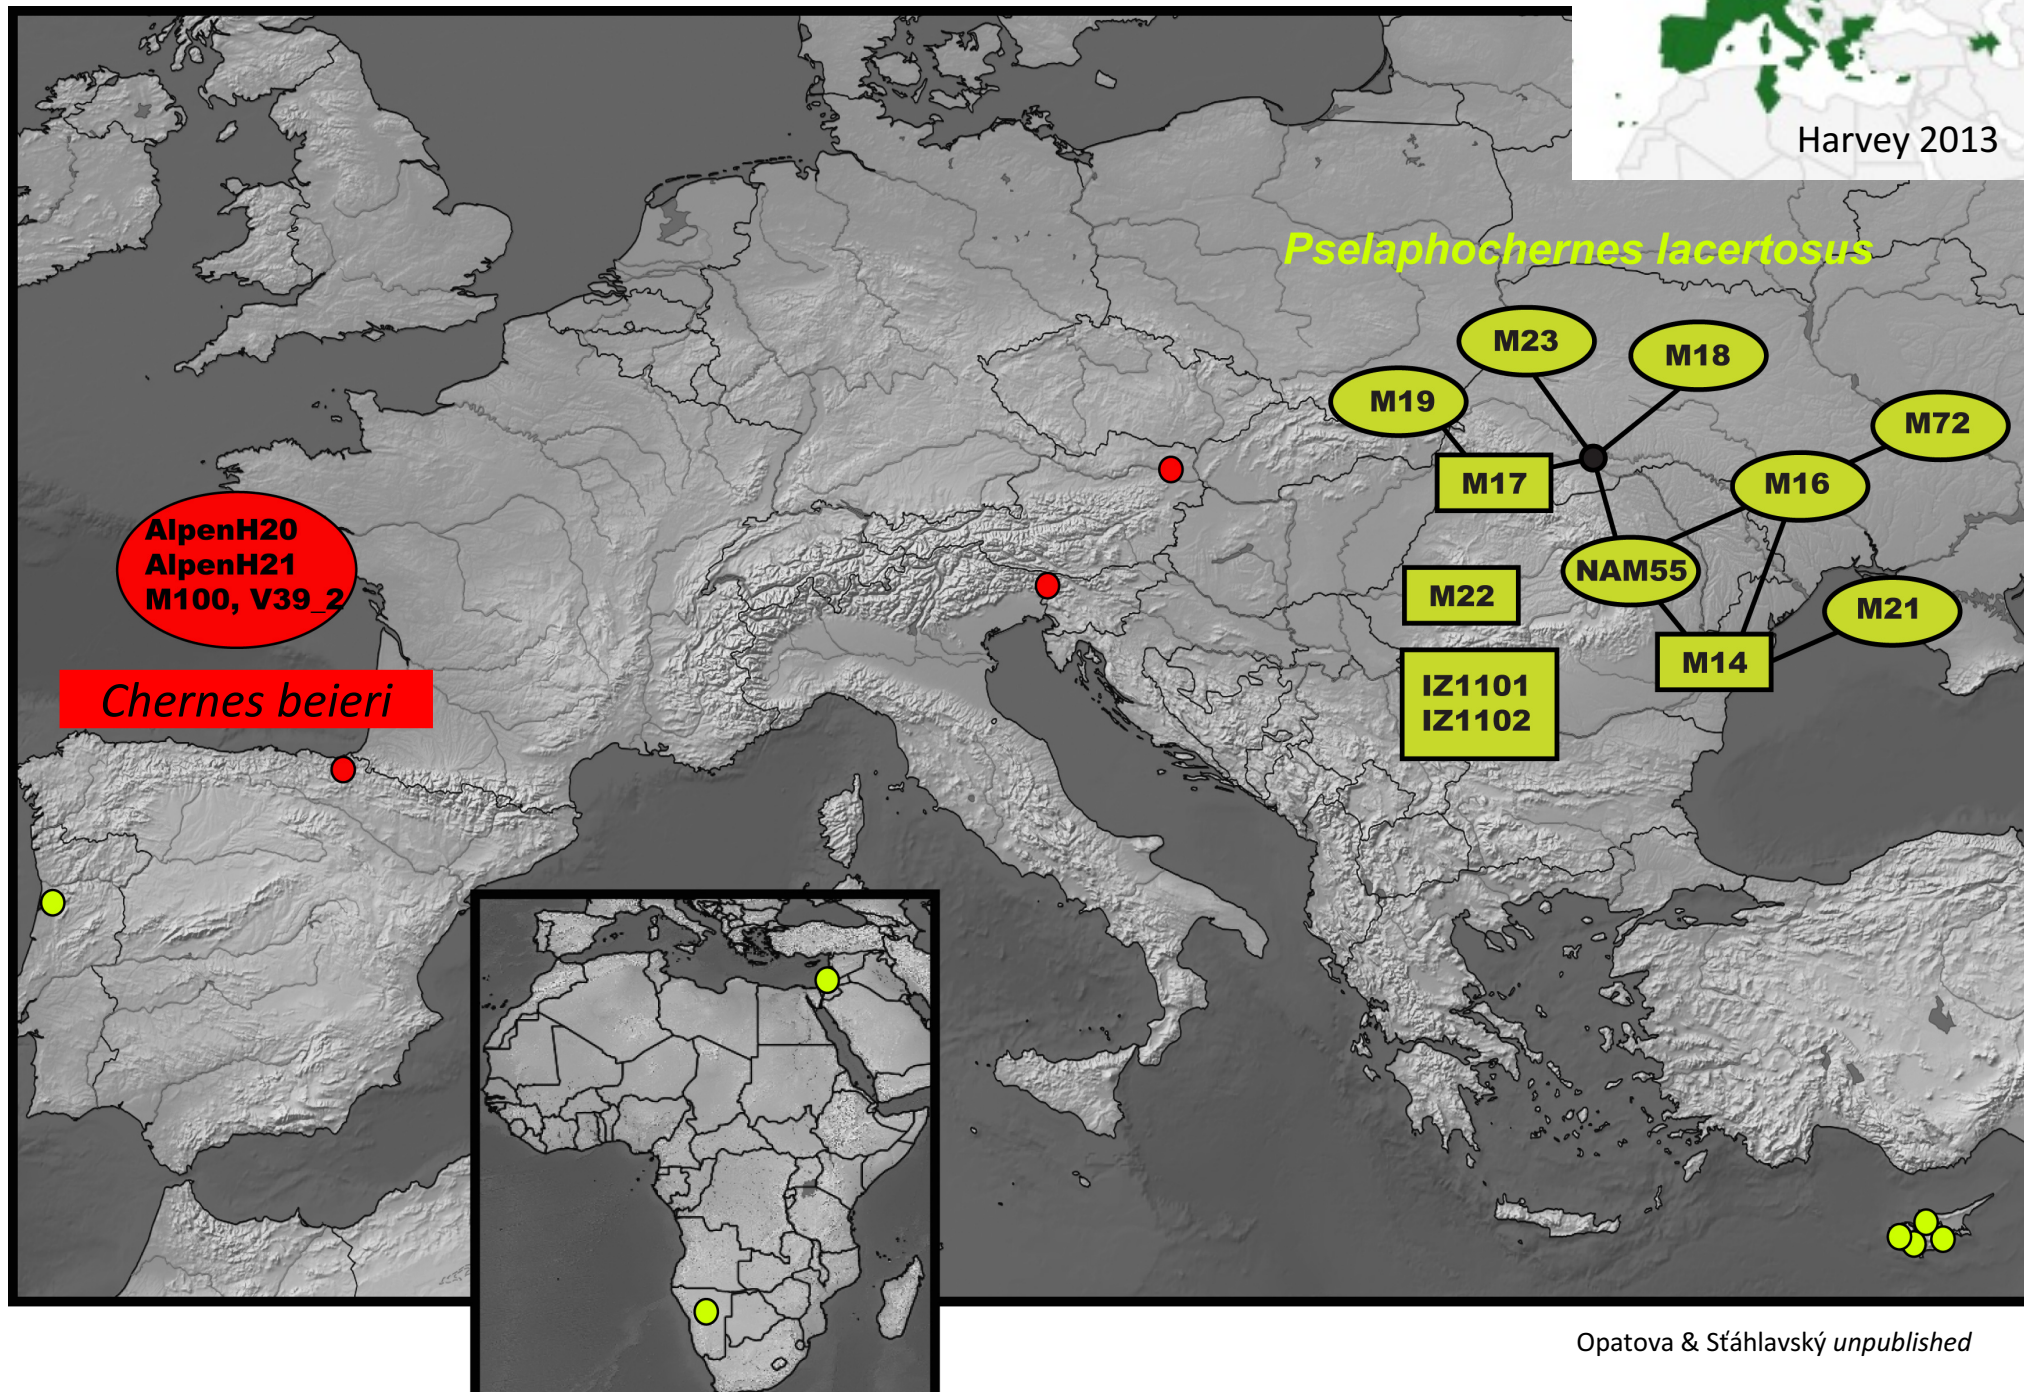 Harvey 2013
Pselaphochernes lacertosus
M23
M18
M19
M72
M17
M16
NAM55
M22
M21
M14
IZ1101
IZ1102
AlpenH20
AlpenH21
M100, V39_2
Chernes beieri
Opatova & Sťáhlavský unpublished